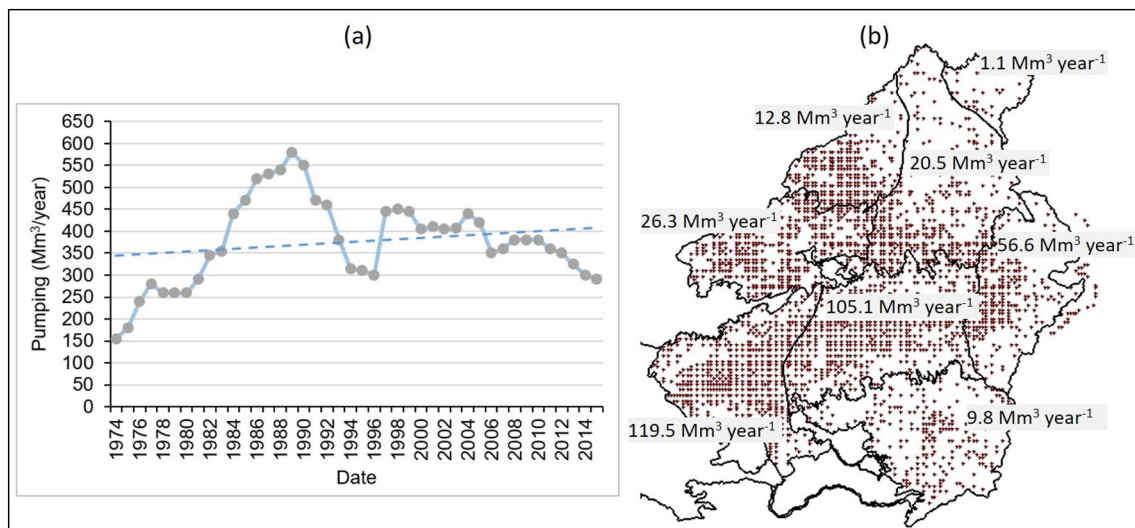 (a)
Pumping (Mm³/year)
650
600
550
500
450
400
350
300
250
200
150
100
50
0
1974
1976
1978
1980
1982
1984
1986
1988
1990
1992
1994
1996
1998
2000
2002
2004
2006
2008
2010
2012
2014
Date
(b)
1.1 Mm³ year⁻¹
12.8 Mm³ year⁻¹
20.5 Mm³ year⁻¹
26.3 Mm³ year⁻¹
56.6 Mm³ year⁻¹
105.1 Mm³ year⁻¹
119.5 Mm³ year⁻¹
9.8 Mm³ year⁻¹